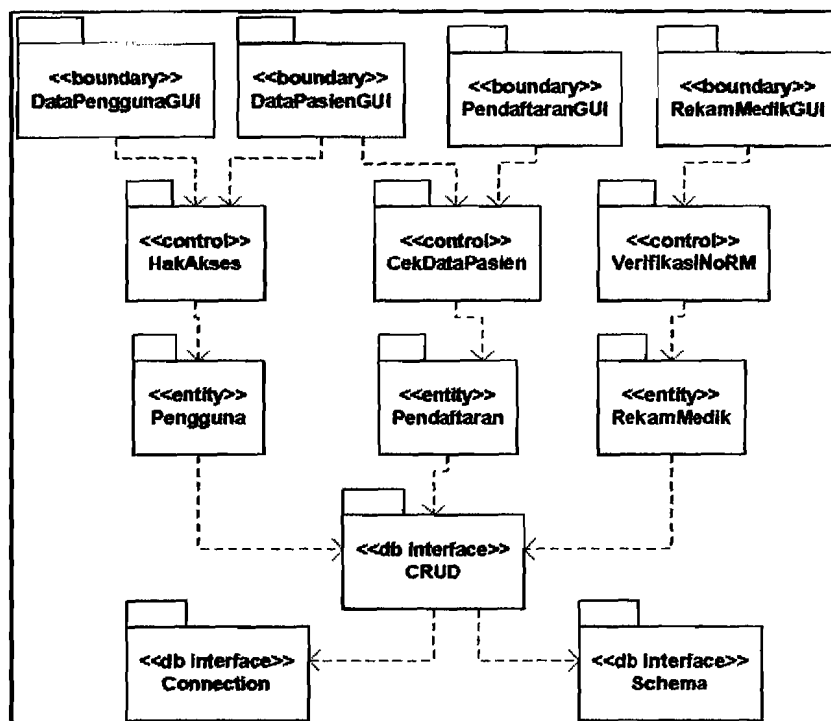 <<boundary>>
DataPenggunaGUI
<<boundary>>
DataPasienGUI
<<boundary>>
PendaftaranGUI
<<boundary>>
RekamMedikGUI
<<control>>
HakAkses
<<control>>
CekDataPasien
<<control>>
VerifikasiNoRM
<<entity>>
Pengguna
<<entity>>
Pendaftaran
<<entity>>
RekamMedik
<<db interface>>
CRUD
<<db interface>>
Connection
<<db interface>>
Schema